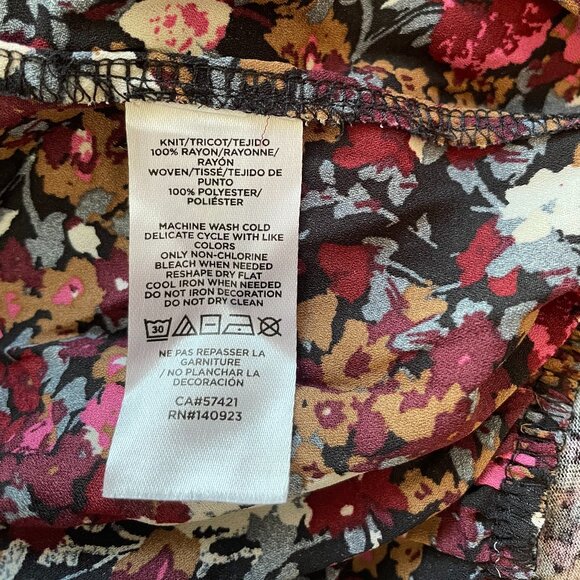 KNIT/TRICOT/TEJIDO
100% RAYON/RAYONNE/
RAYÓN
WOVEN/TISSÉ/TEJIDO DE
PUNTO
100% POLYESTER/
POLIÉSTER
MACHINE WASH COLD
DELICATE CYCLE WITH LIKE
COLORS
ONLY NON-CHLORINE
BLEACH WHEN NEEDED
RESHAPE DRY FLAT
COOL IRON WHEN NEEDED
DO NOT IRON DECORATION
DO NOT DRY CLEAN
30
NE PAS REPASSER LA
GARNITURE
/ NO PLANCHAR LA
DECORACIÓN
CA#57421
RN#140923